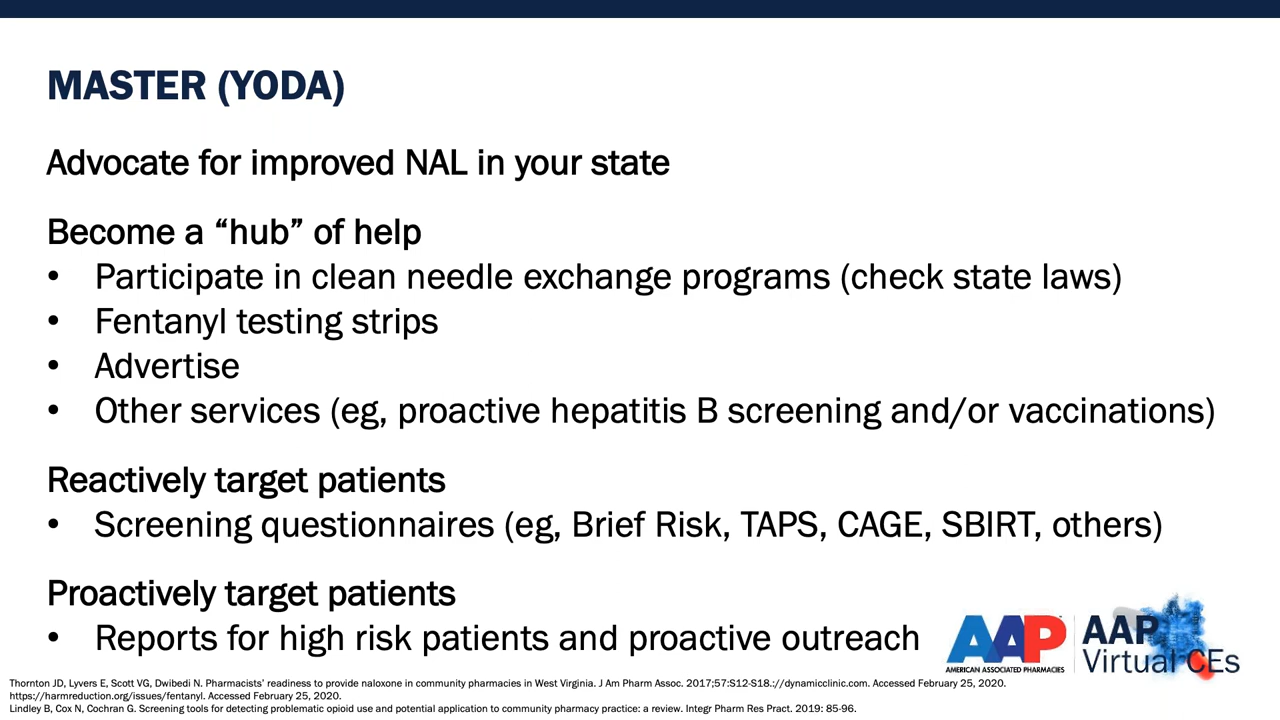 MASTER (YODA)
Advocate for improved NAL in your state
Become a “hub” of help
• Participate in clean needle exchange programs (check state laws)
• Fentanyl testing strips
• Advertise
• Other services (eg, proactive hepatitis B screening and/or vaccinations)
Reactively target patients
• Screening questionnaires (eg, Brief Risk, TAPS, CAGE, SBIRT, others)
Proactively target patients
• Reports for high risk patients and proactive outreach
AAP
AMERICAN ASSOCIATED PHARMACIES
AAP
Virtual CEs
Thornton JD, Lyvers E, Scott VG, Dwibedi N. Pharmacists’ readiness to provide naloxone in community pharmacies in West Virginia. J Am Pharm Assoc. 2017;57:S12-S18.://dynamicclinic.com. Accessed February 25, 2020.
https://harmreduction.org/issues/fentanyl. Accessed February 25, 2020.
Lindley B, Cox N, Cochran G. Screening tools for detecting problematic opioid use and potential application to community pharmacy practice: a review. Integr Pharm Res Pract. 2019: 85-96.